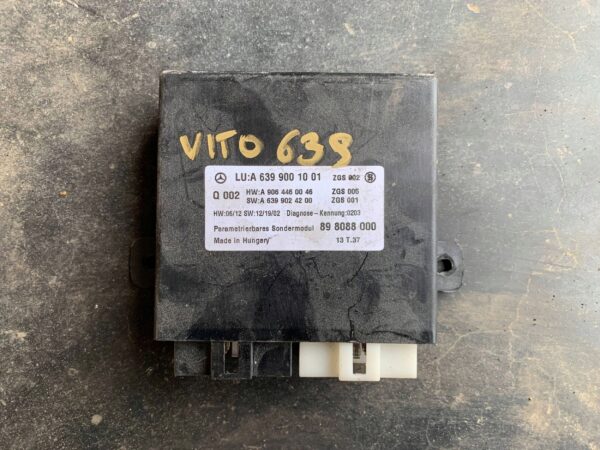 VITO 639
LU:A 639 900 10 01 ZGS 002
Q 002 HW:A 906 446 00 46 ZGS 005
SW:A 639 902 42 00 ZGS 001
HW:06/12 SW:12/19/02 Diagnose-Kennung:0203
Parametrierbares Sondermodul 89 8088 000
Made in Hungary 13 T.37